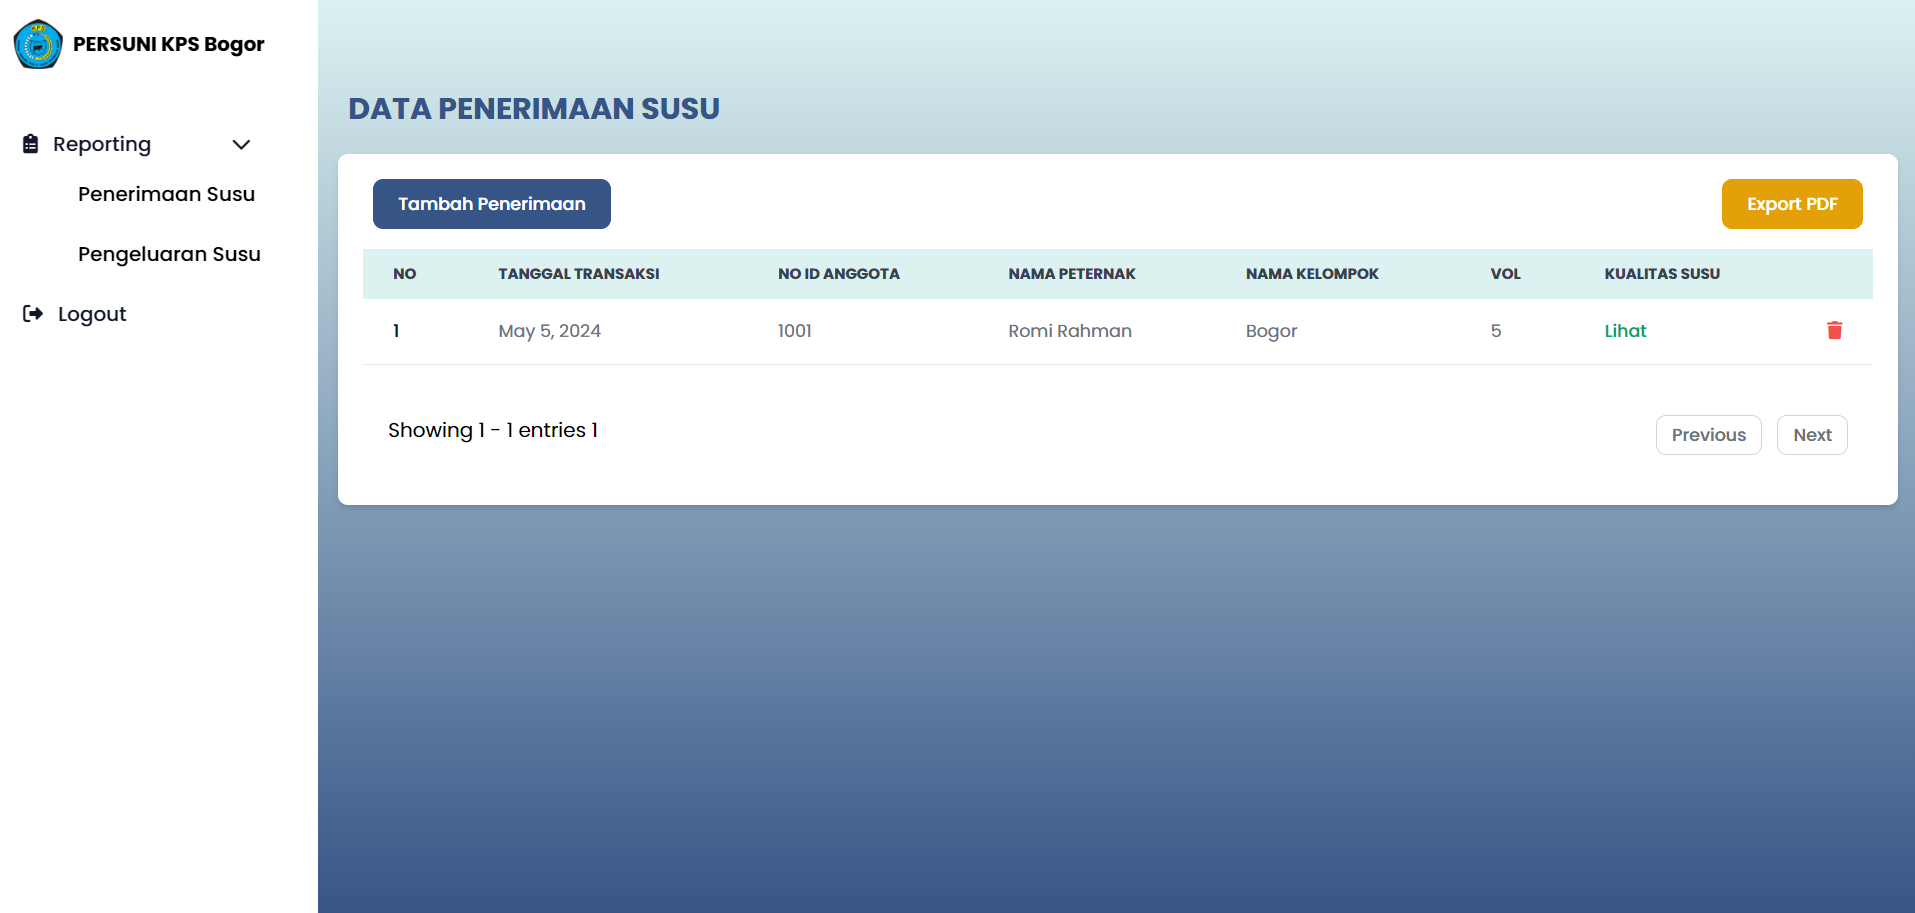 PERSUNI KPS Bogor
Reporting
Penerimaan Susu
Pengeluaran Susu
Logout
DATA PENERIMAAN SUSU
Tambah Penerimaan
Export PDF
NO TANGGAL TRANSAKSI NO ID ANGGOTA NAMA PETERNAK NAMA KELOMPOK VOL KUALITAS SUSU
1 May 5, 2024 1001 Romi Rahman Bogor 5 Lihat
Showing 1 - 1 entries 1
Previous Next